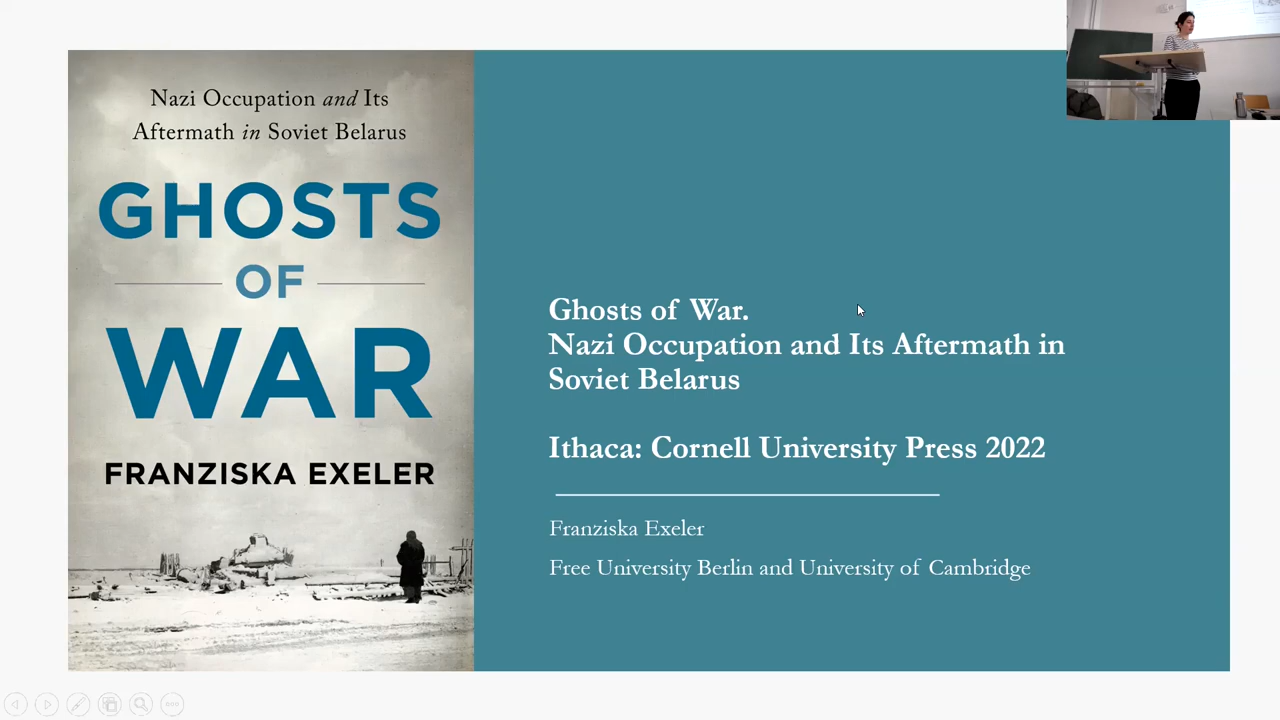 Nazi Occupation and Its
Aftermath in Soviet Belarus
GHOSTS
OF
WAR
FRANZISKA EXELER
Ghosts of War.
Nazi Occupation and Its Aftermath in
Soviet Belarus
Ithaca: Cornell University Press 2022
Franziska Exeler
Free University Berlin and University of Cambridge